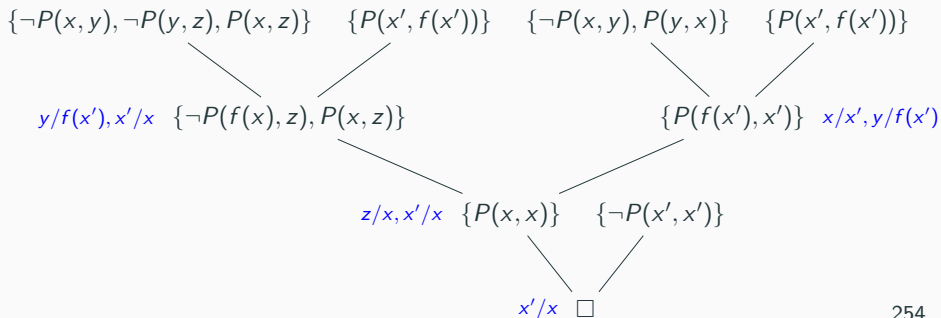 {¬P(x, y), ¬P(y, z), P(x, z)} {P(x′, f(x′))} {¬P(x, y), P(y, x)} {P(x′, f(x′))}
y/f(x′), x′/x {¬P(f(x), z), P(x, z)} {P(f(x′), x′)} x/x′, y/f(x′)
z/x, x′/x {P(x, x)} {¬P(x′, x′)}
x′/x □
254